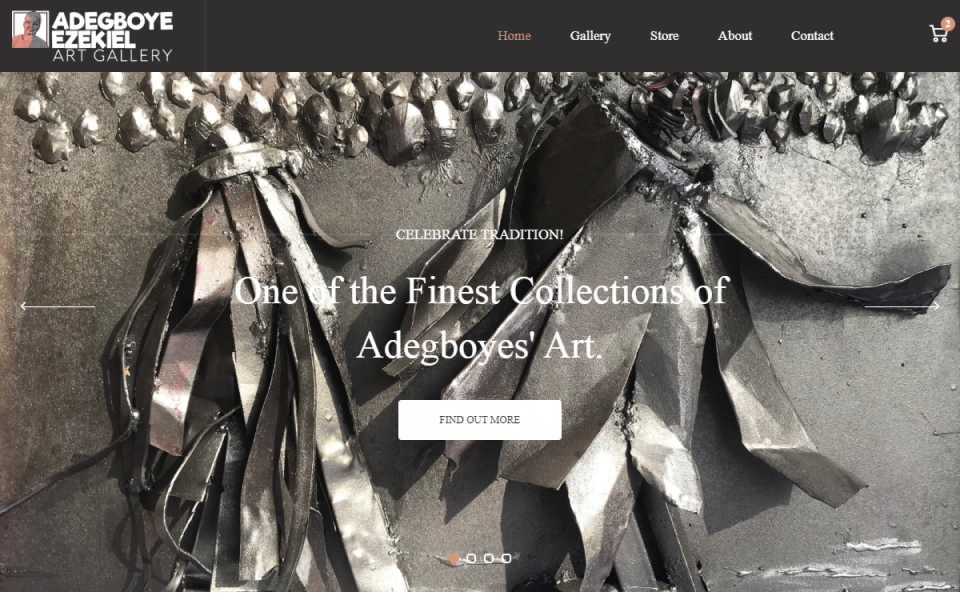 ADEGBOYE
EZEKIEL
ART GALLERY
Home
Gallery
Store
About
Contact
2
CELEBRATE TRADITION!
One of the Finest Collections of
Adegboyes' Art.
FIND OUT MORE